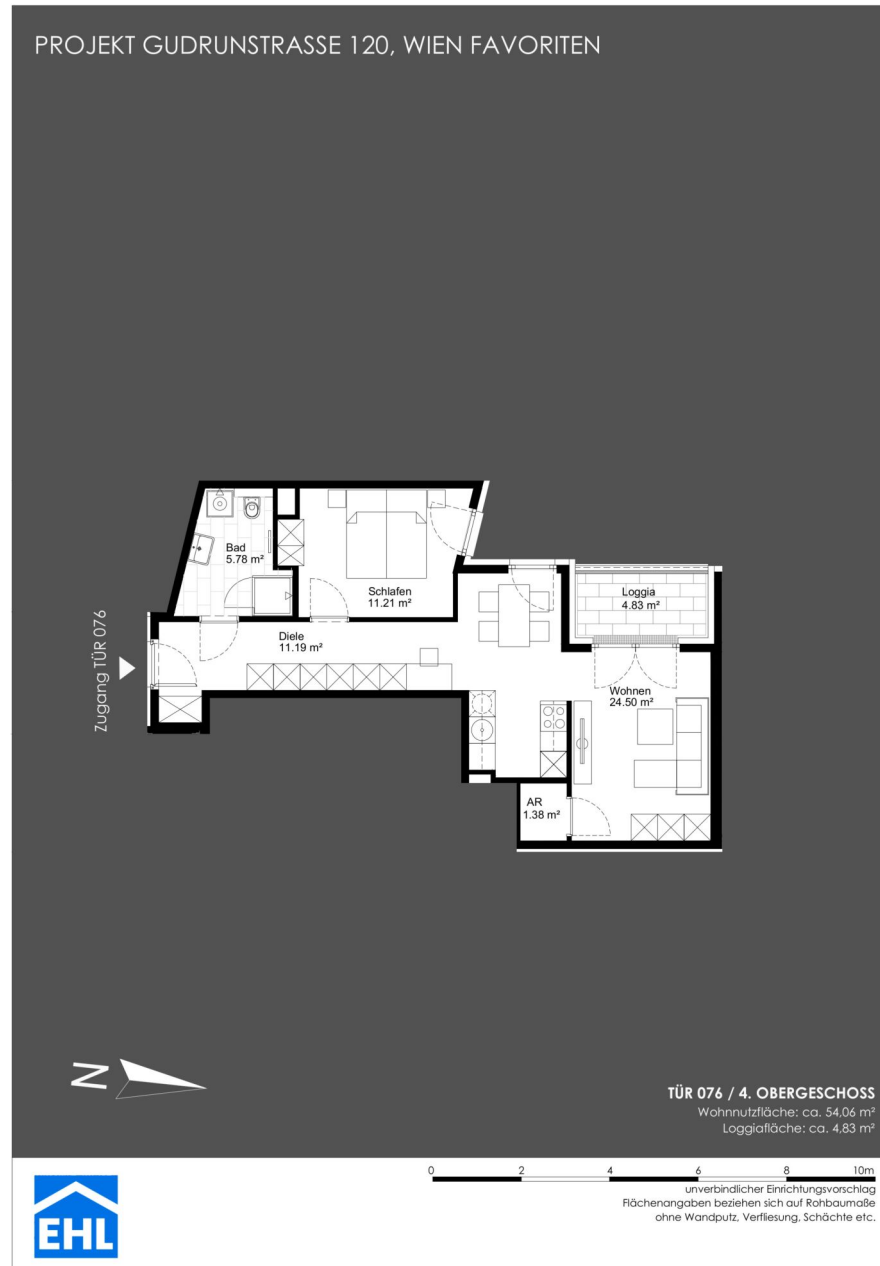 PROJEKT GUDRUNSTRASSE 120, WIEN FAVORITEN
Bad
5.78 m²
Schlafen
11.21 m²
Loggia
4.83 m²
Zugang TÜR 076
Diele
11.19 m²
Wohnen
24.50 m²
AR
1.38 m²
N
TÜR 076 / 4. OBERGESCHOSS
Wohnnutzfläche: ca. 54,06 m²
Loggiafläche: ca. 4,83 m²
0 2 4 6 8 10m
unverbindlicher Einrichtungsvorschlag
Flächenangaben beziehen sich auf Rohbaumaße
ohne Wandputz, Verfliesung, Schächte etc.
EHL